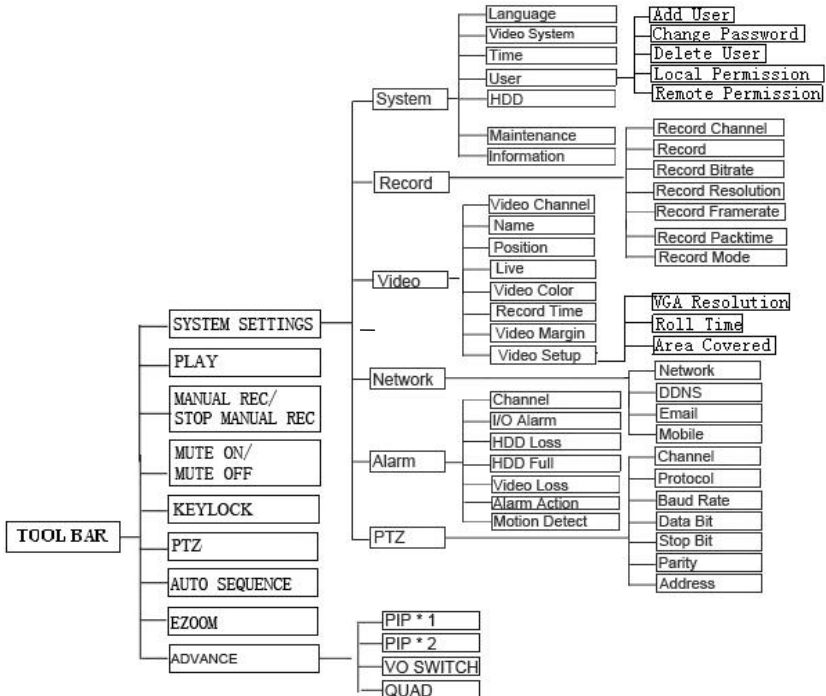 TOOL BAR
SYSTEM SETTINGS
PLAY
MANUAL REC/
STOP MANUAL REC
MUTE ON/
MUTE OFF
KEYLOCK
PTZ
AUTO SEQUENCE
EZOOM
ADVANCE
System
Record
Video
Network
Alarm
PTZ
Language
Video System
Time
User
HDD
Maintenance
Information
Add User
Change Password
Delete User
Local Permission
Remote Permission
Record Channel
Record
Record Bitrate
Record Resolution
Record Framerate
Record Packtime
Record Mode
Video Channel
Name
Position
Live
Video Color
Record Time
Video Margin
Video Setup
VGA Resolution
Roll Time
Area Covered
Network
DDNS
Email
Mobile
Channel
I/O Alarm
HDD Loss
HDD Full
Video Loss
Alarm Action
Motion Detect
Channel
Protocol
Baud Rate
Data Bit
Stop Bit
Parity
Address
PIP * 1
PIP * 2
VO SWITCH
QUAD